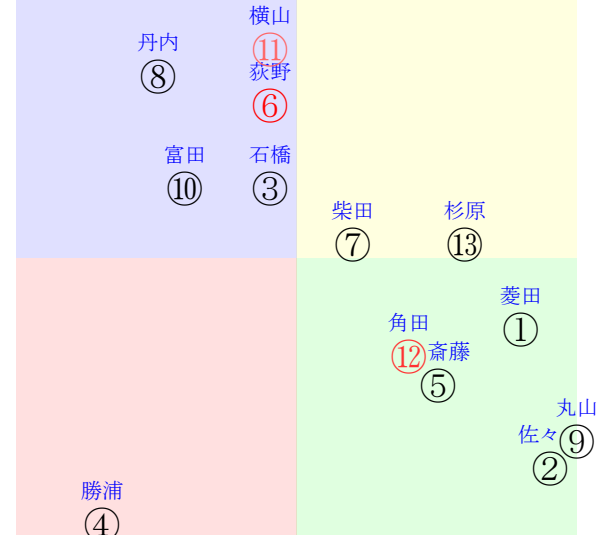 横山
⑪
丹内
⑧
荻野
⑥
富田
⑩
石橋
③
柴田
⑦
杉原
⑬
菱田
①
角田
⑫
斎藤
⑤
丸山
⑨
佐々
②
勝浦
④